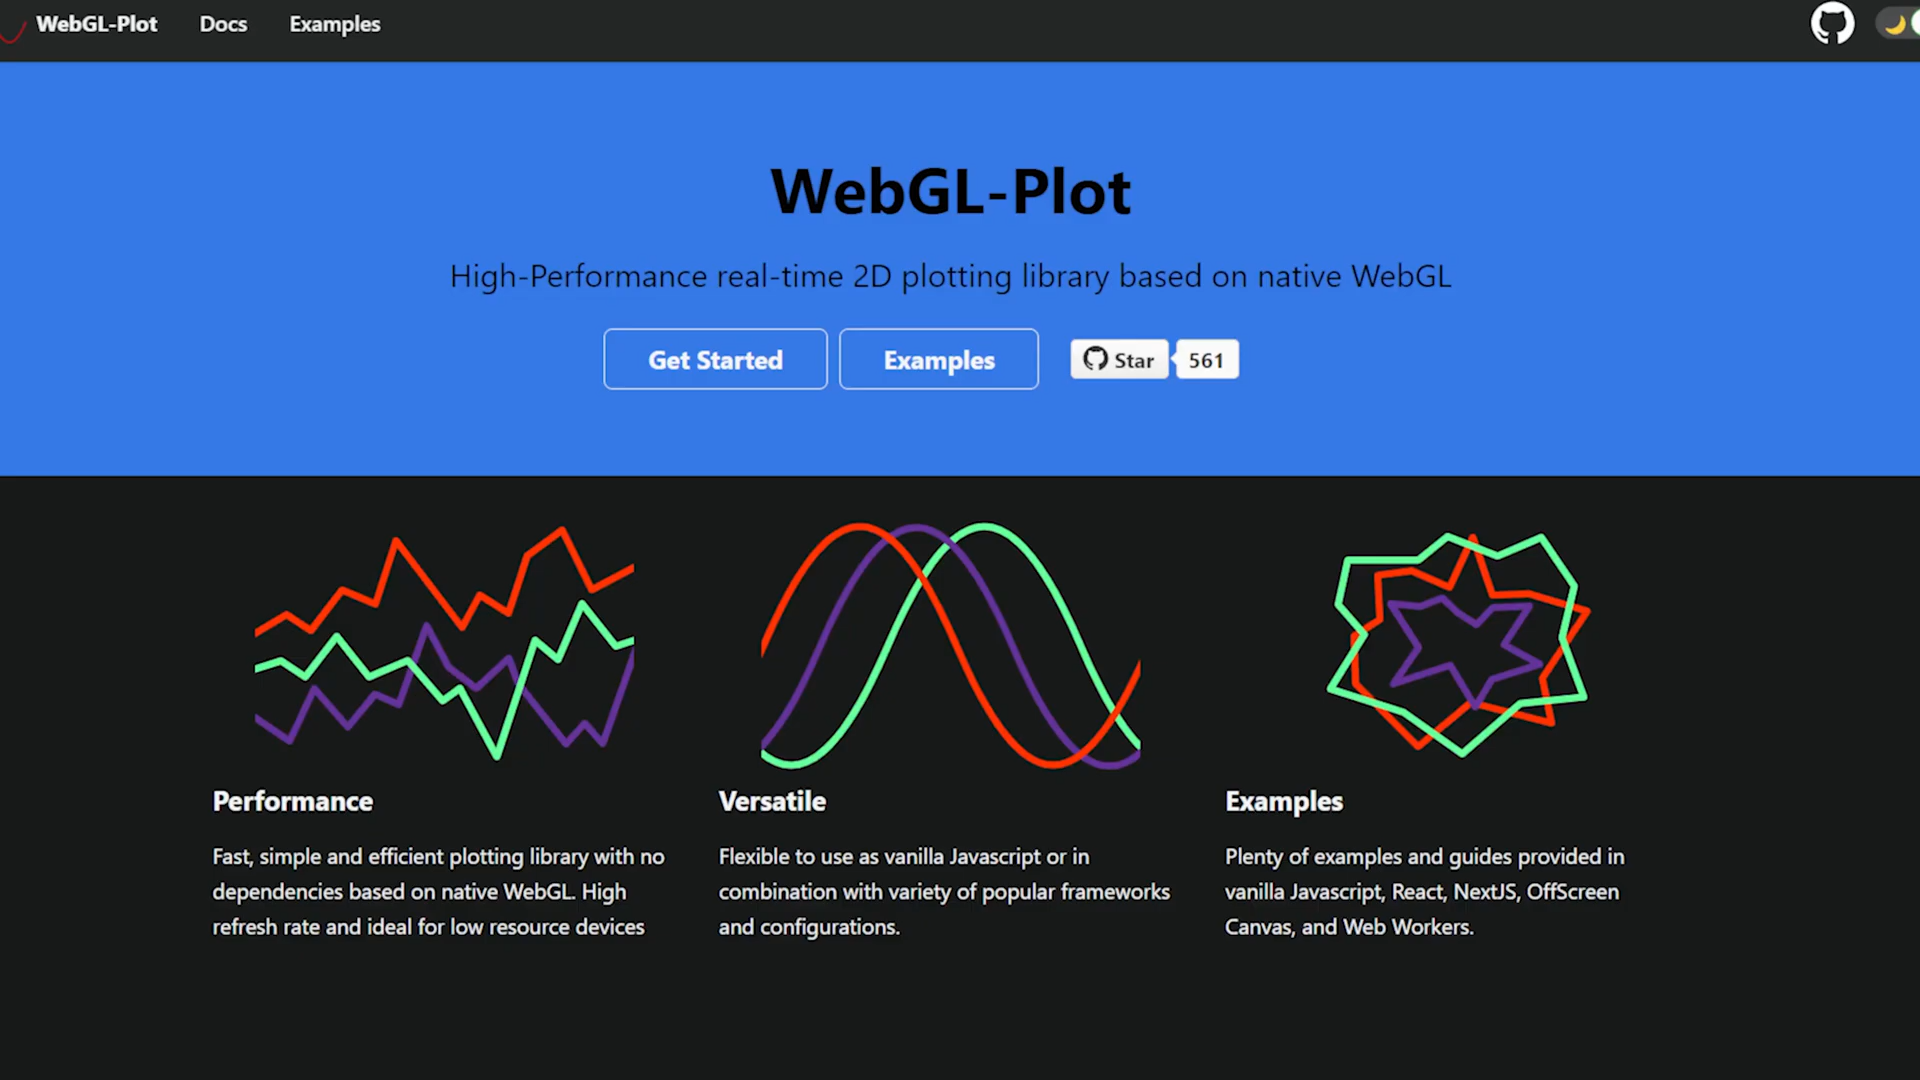 WebGL-Plot Docs Examples
WebGL-Plot
High-Performance real-time 2D plotting library based on native WebGL
Get Started Examples Star 561
Performance
Fast, simple and efficient plotting library with no
dependencies based on native WebGL. High
refresh rate and ideal for low resource devices
Versatile
Flexible to use as vanilla Javascript or in
combination with variety of popular frameworks
and configurations.
Examples
Plenty of examples and guides provided in
vanilla Javascript, React, NextJS, OffScreen
Canvas, and Web Workers.